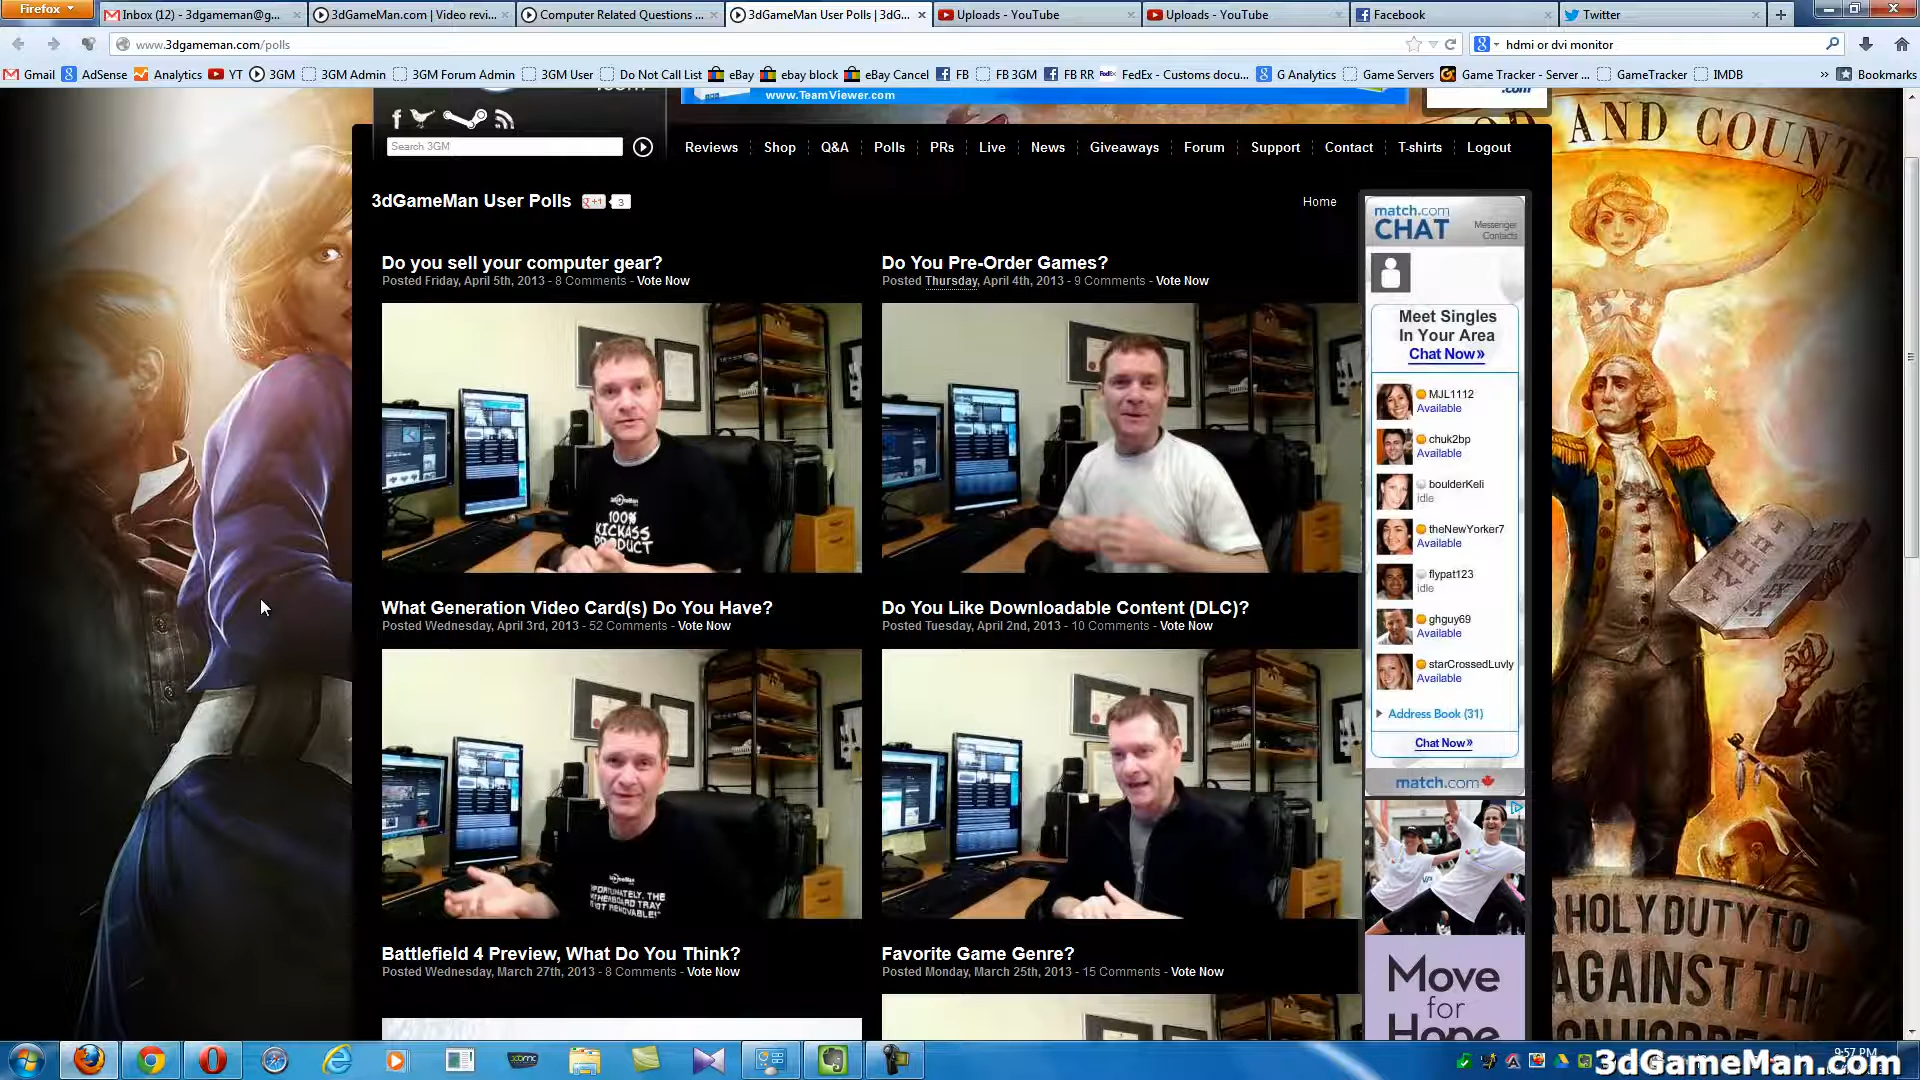 Firefox
Inbox (12) - 3dgameman@g...
3dGameMan.com | Video revi...
Computer Related Questions ...
3dGameMan User Polls | 3dG...
Uploads - YouTube
Uploads - YouTube
Facebook
Twitter
www.3dgameman.com/polls
hdmi or dvi monitor
Gmail
AdSense
Analytics
YT
3GM
3GM Admin
3GM Forum Admin
3GM User
Do Not Call List
eBay
ebay block
eBay Cancel
FB
FB 3GM
FB RR
FedEx - Customs docu...
G Analytics
Game Servers
Game Tracker - Server ...
GameTracker
IMDB
»
Bookmarks
www.TeamViewer.com
.com
AND COUNT
Search 3GM
Reviews
Shop
Q&A
Polls
PRs
Live
News
Giveaways
Forum
Support
Contact
T-shirts
Logout
3dGameMan User Polls
+1
3
Home
Do you sell your computer gear?
Posted Friday, April 5th, 2013 - 8 Comments - Vote Now
Do You Pre-Order Games?
Posted Thursday, April 4th, 2013 - 9 Comments - Vote Now
100%
KICKASS
PRODUCT
What Generation Video Card(s) Do You Have?
Posted Wednesday, April 3rd, 2013 - 52 Comments - Vote Now
Do You Like Downloadable Content (DLC)?
Posted Tuesday, April 2nd, 2013 - 10 Comments - Vote Now
Battlefield 4 Preview, What Do You Think?
Posted Wednesday, March 27th, 2013 - 8 Comments - Vote Now
Favorite Game Genre?
Posted Monday, March 25th, 2013 - 15 Comments - Vote Now
match.com
CHAT
Messenger
Contacts
Meet Singles
In Your Area
Chat Now»
MJL1112
Available
chuk2bp
Available
boulderKeli
idle
theNewYorker7
Available
flypat123
idle
ghguy69
Available
starCrossedLuvly
Available
Address Book (31)
Chat Now»
match.com
Move
for
Hope
HOLY DUTY TO
AGAINST THE
9:57 PM
3dGameMan.com